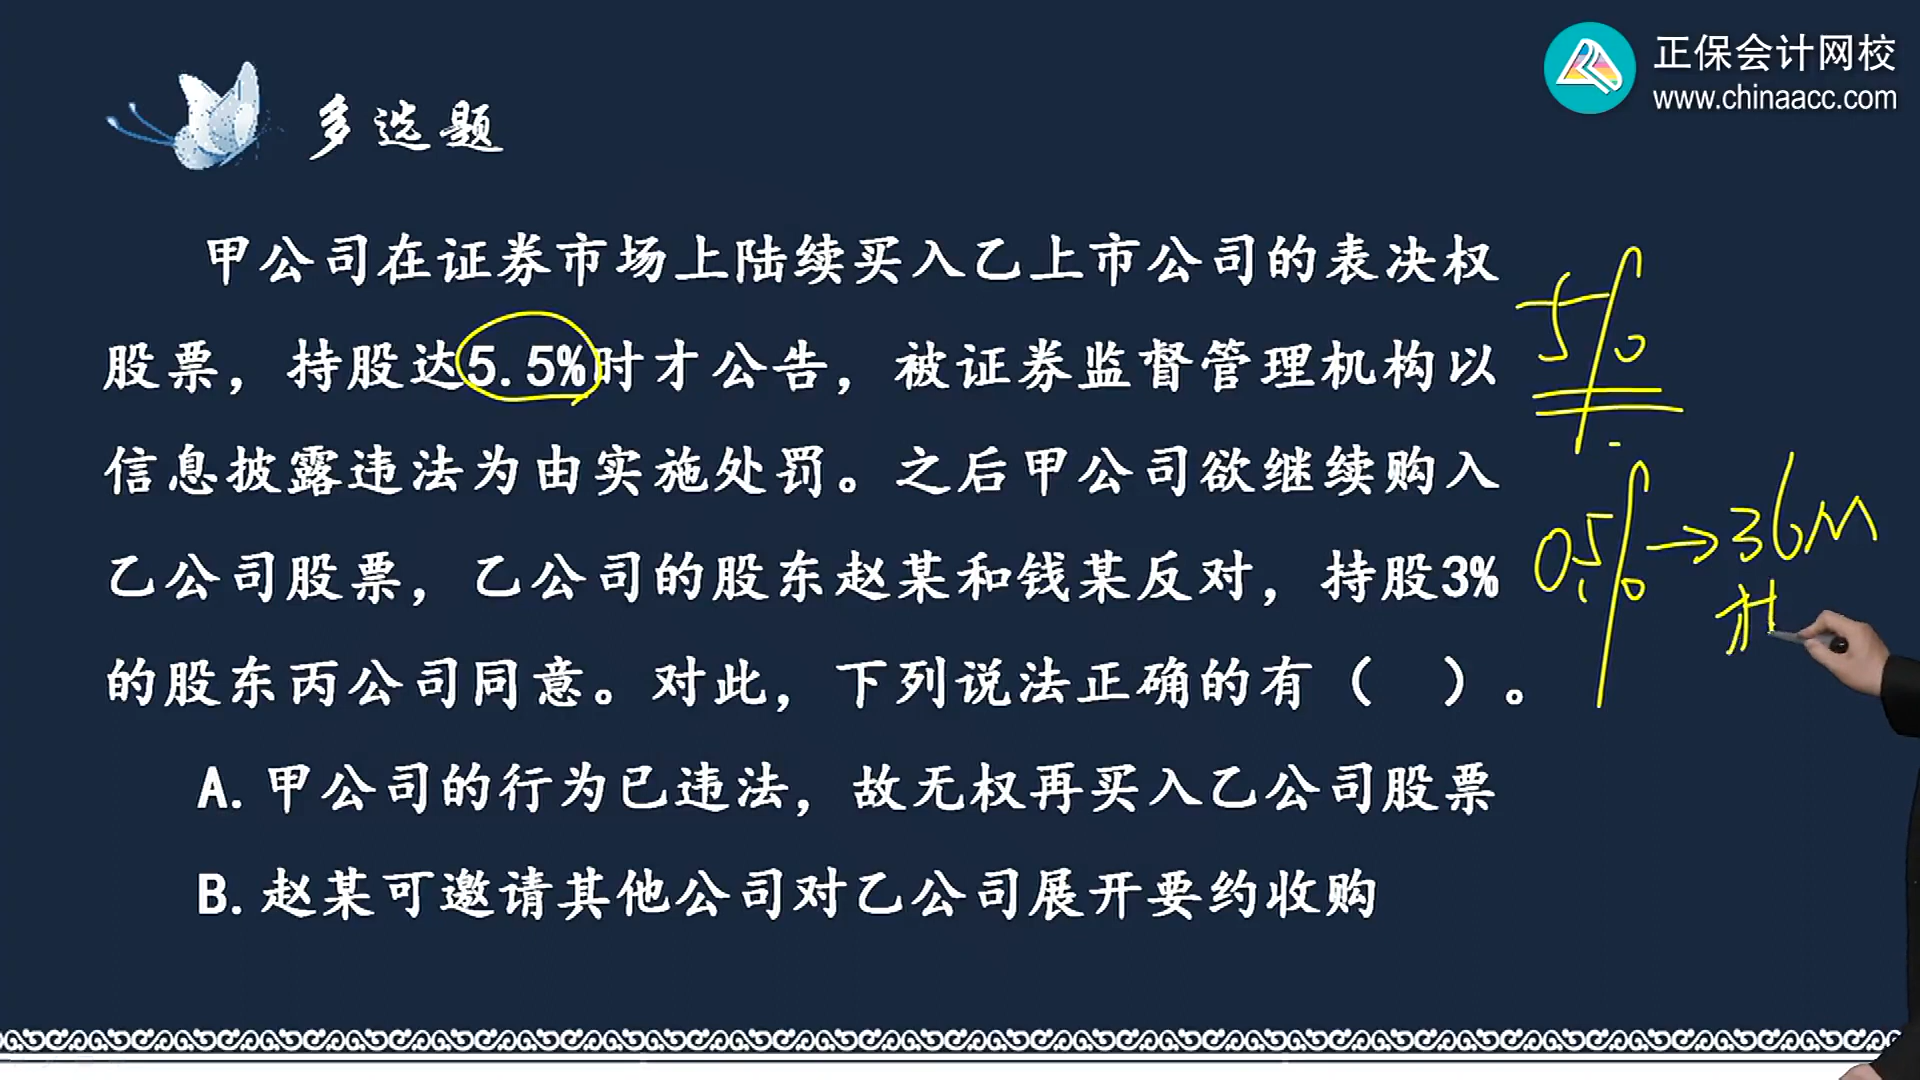 正保会计网校
www.chinaacc.com
多选题
甲公司在证券市场上陆续买入乙上市公司的表决权
股票，持股达5.5%时才公告，被证券监督管理机构以
信息披露违法为由实施处罚。之后甲公司欲继续购入
乙公司股票，乙公司的股东赵某和钱某反对，持股3%
的股东丙公司同意。对此，下列说法正确的有（ ）。
A.甲公司的行为已违法，故无权再买入乙公司股票
B.赵某可邀请其他公司对乙公司展开要约收购
5%
0.5%→36M